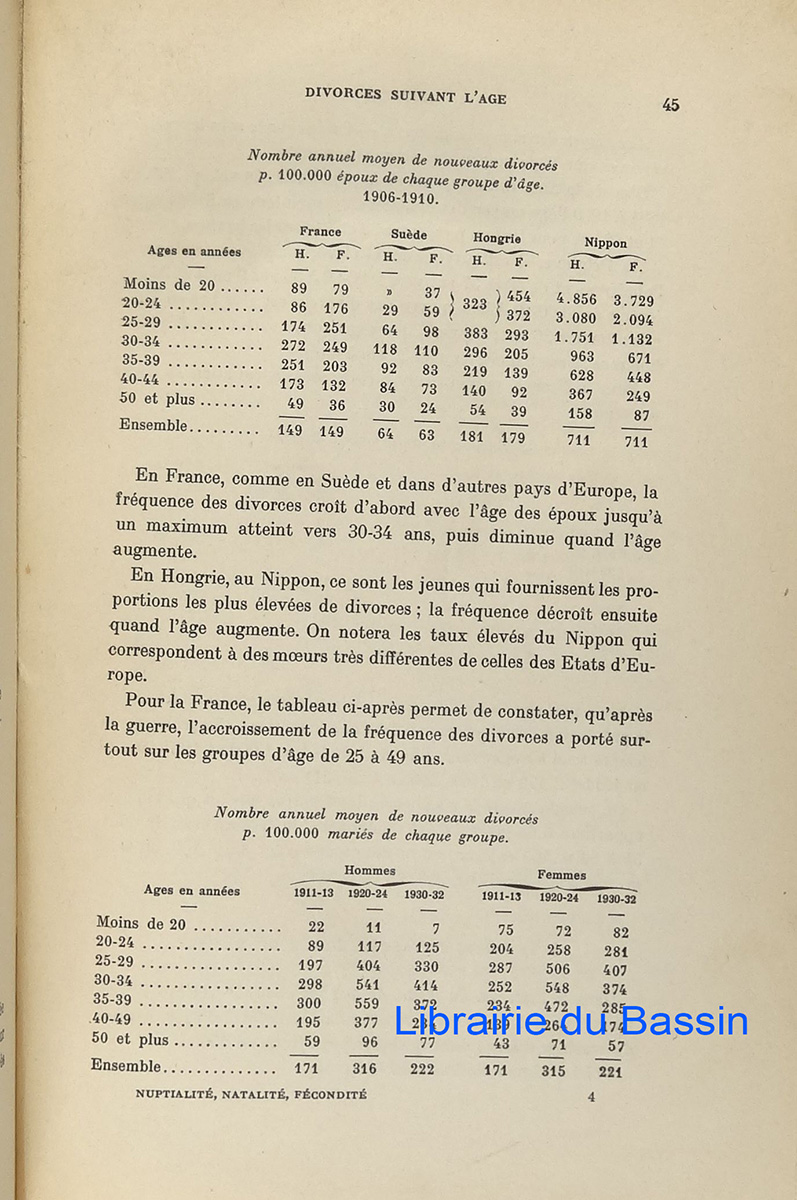 DIVORCES SUIVANT L'AGE 45
Nombre annuel moyen de nouveaux divorcés
p. 100.000 époux de chaque groupe d'âge.
1906-1910.
France Suède Hongrie Nippon
Ages en années H. F. H. F. H. F. H. F.
Moins de 20 ...... 89 79 » 37 } 323 } 454 4.856 3.729
20-24 ............ 86 176 29 59 } } 372 3.080 2.094
25-29 ............ 174 251 64 98 383 293 1.751 1.132
30-34 ............ 272 249 118 110 296 205 963 671
35-39 ............ 251 203 92 83 219 139 628 448
40-44 ............ 173 132 84 73 140 92 367 249
50 et plus ........ 49 36 30 24 54 39 158 87
Ensemble......... 149 149 64 63 181 179 711 711
En France, comme en Suède et dans d'autres pays d'Europe, la
fréquence des divorces croît d'abord avec l'âge des époux jusqu'à
un maximum atteint vers 30-34 ans, puis diminue quand l'âge
augmente.
En Hongrie, au Nippon, ce sont les jeunes qui fournissent les pro-
portions les plus élevées de divorces ; la fréquence décroît ensuite
quand l'âge augmente. On notera les taux élevés du Nippon qui
correspondent à des mœurs très différentes de celles des Etats d'Eu-
rope.
Pour la France, le tableau ci-après permet de constater, qu'après
la guerre, l'accroissement de la fréquence des divorces a porté sur-
tout sur les groupes d'âge de 25 à 49 ans.
Nombre annuel moyen de nouveaux divorcés
p. 100.000 mariés de chaque groupe.
Hommes Femmes
Ages en années 1911-13 1920-24 1930-32 1911-13 1920-24 1930-32
Moins de 20 ........... 22 11 7 75 72 82
20-24 ................. 89 117 125 204 258 281
25-29 ................. 197 404 330 287 506 407
30-34 ................. 298 541 414 252 548 374
35-39 ................. 300 559 372 234 472 285
40-49 ................. 195 377
50 et plus ............. 59 96 77 43 71 57
Ensemble.............. 171 316 222 171 315 221
Librairie du Bassin
NUPTIALITÉ, NATALITÉ, FÉCONDITÉ 4